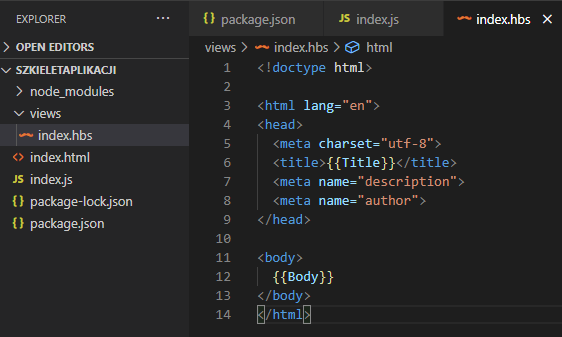 EXPLORER
OPEN EDITORS
SZKIELETAPLIKACJI
node_modules
views
index.hbs
index.html
JS index.js
{} package-lock.json
{} package.json
{} package.json
JS index.js
index.hbs
views > index.hbs > html
1 <!doctype html>
2
3 <html lang="en">
4 <head>
5 <meta charset="utf-8">
6 <title>{{Title}}</title>
7 <meta name="description">
8 <meta name="author">
9 </head>
10
11 <body>
12 {{Body}}
13 </body>
14 </html>